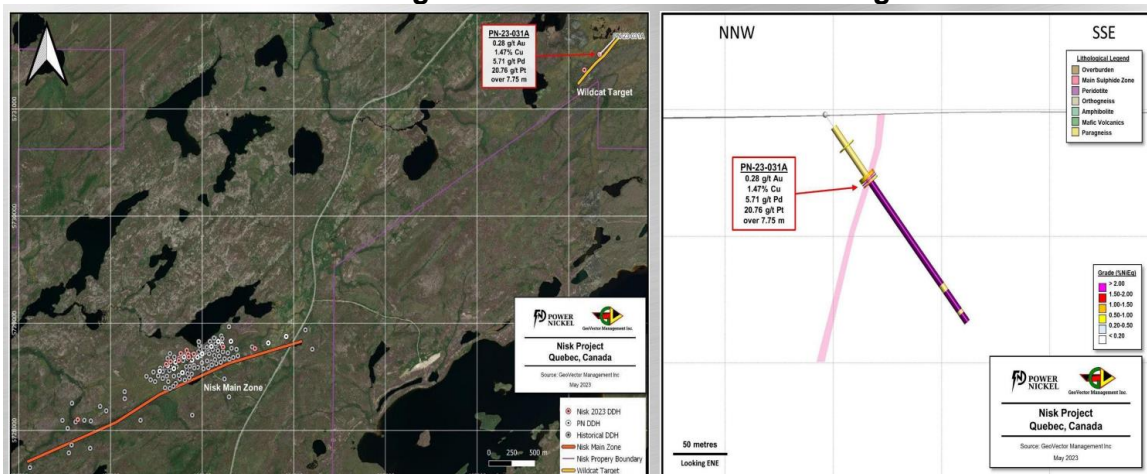 PN-23-031A
0.28 g/t Au
1.47% Cu
5.71 g/t Pd
20.76 g/t Pt
over 7.75 m
PN-23-031A
Wildcat Target
5731000
5730000
5729000
5728000
Nisk Main Zone
POWER
NICKEL
GeoVector Management Inc.
Nisk Project
Quebec, Canada
Source: GeoVector Management Inc
May 2023
Nisk 2023 DDH
PN DDH
Historical DDH
Nisk Main Zone
Nisk Propery Boundary
Wildcat Target
0 250 500 m
NNW
SSE
Lithological Legend
Overburden
Main Sulphide Zone
Peridotite
Orthogneiss
Amphibolite
Mafic Volcanics
Paragneiss
PN-23-031A
0.28 g/t Au
1.47% Cu
5.71 g/t Pd
20.76 g/t Pt
over 7.75 m
Grade (%NiEq)
> 2.00
1.50-2.00
1.00-1.50
0.50-1.00
0.20-0.50
< 0.20
POWER
NICKEL
GeoVector Management Inc.
Nisk Project
Quebec, Canada
Source: GeoVector Management Inc
May 2023
50 metres
Looking ENE